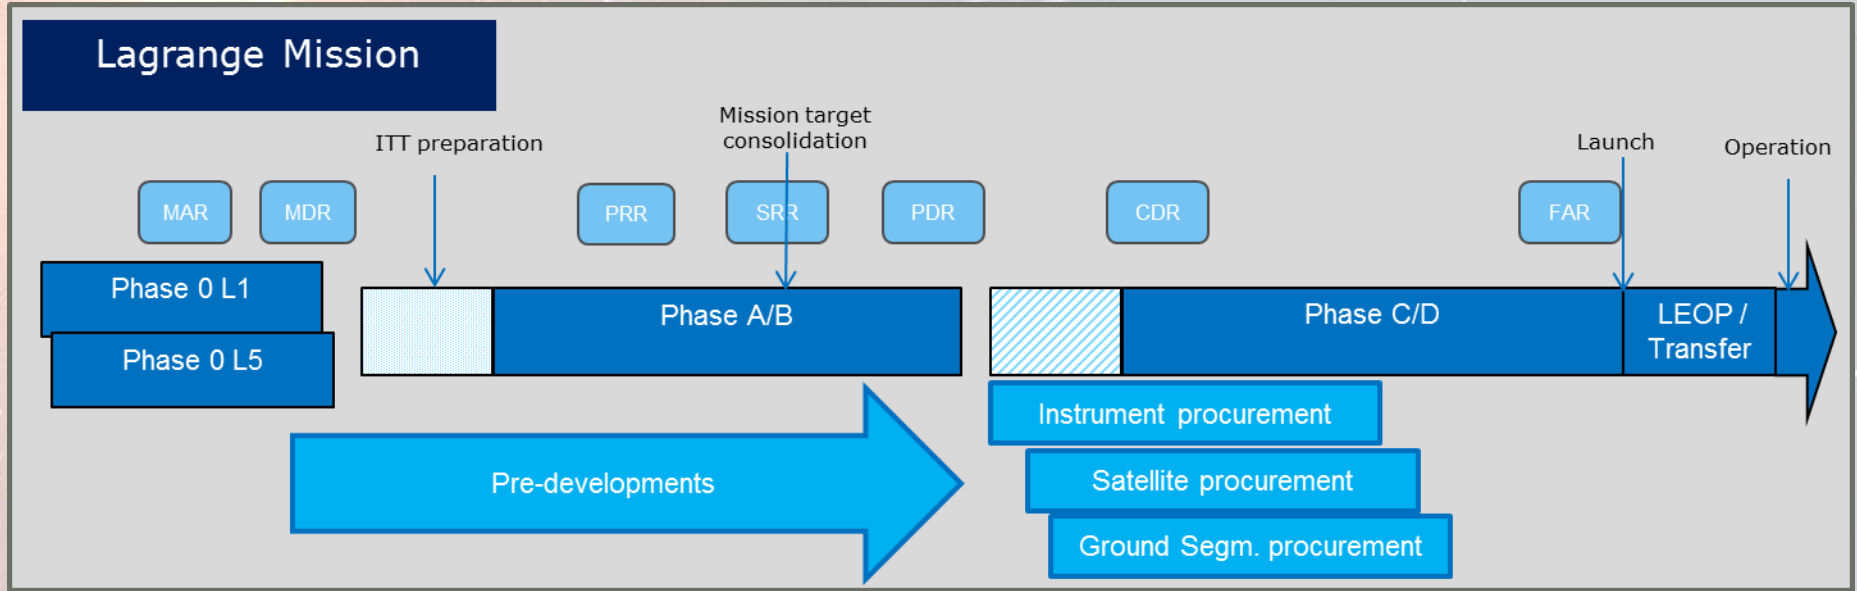 Lagrange Mission
ITT preparation
Mission target
consolidation
Launch
Operation
MAR
MDR
PRR
SRR
PDR
CDR
FAR
Phase 0 L1
Phase 0 L5
Phase A/B
Phase C/D
LEOP /
Transfer
Pre-developments
Instrument procurement
Satellite procurement
Ground Segm. procurement